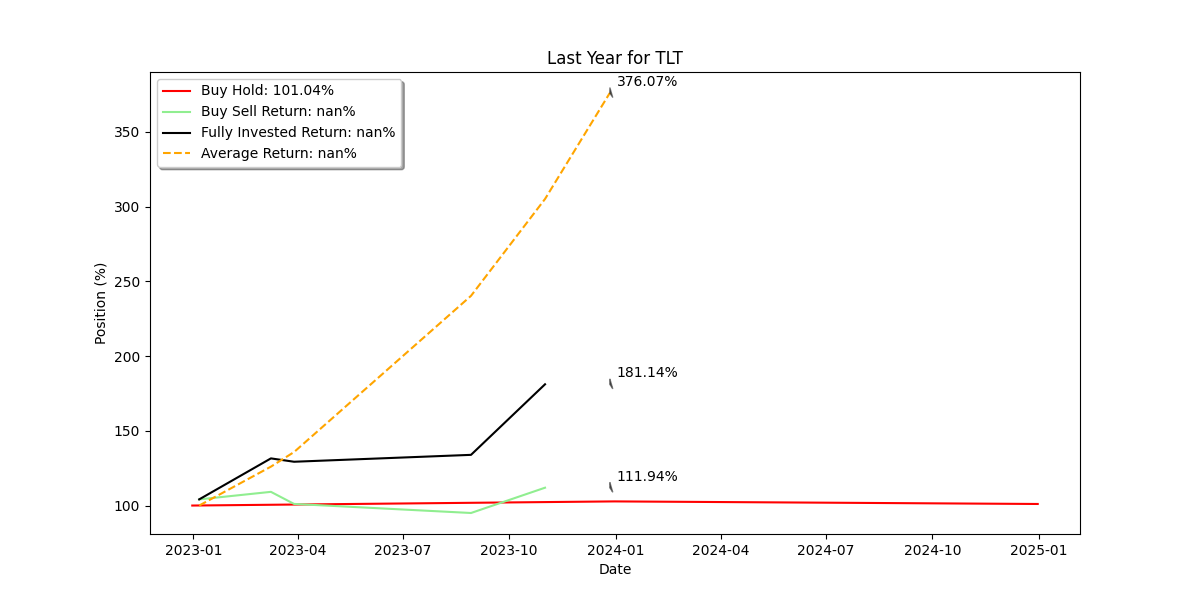 Last Year for TLT
376.07%
Buy Hold: 101.04%
Buy Sell Return: nan%
Fully Invested Return: nan%
Average Return: nan%
350
300
250
200
150
100
Position (%)
181.14%
111.94%
2023-01
2023-04
2023-07
2023-10
2024-01
2024-04
2024-07
2024-10
2025-01
Date